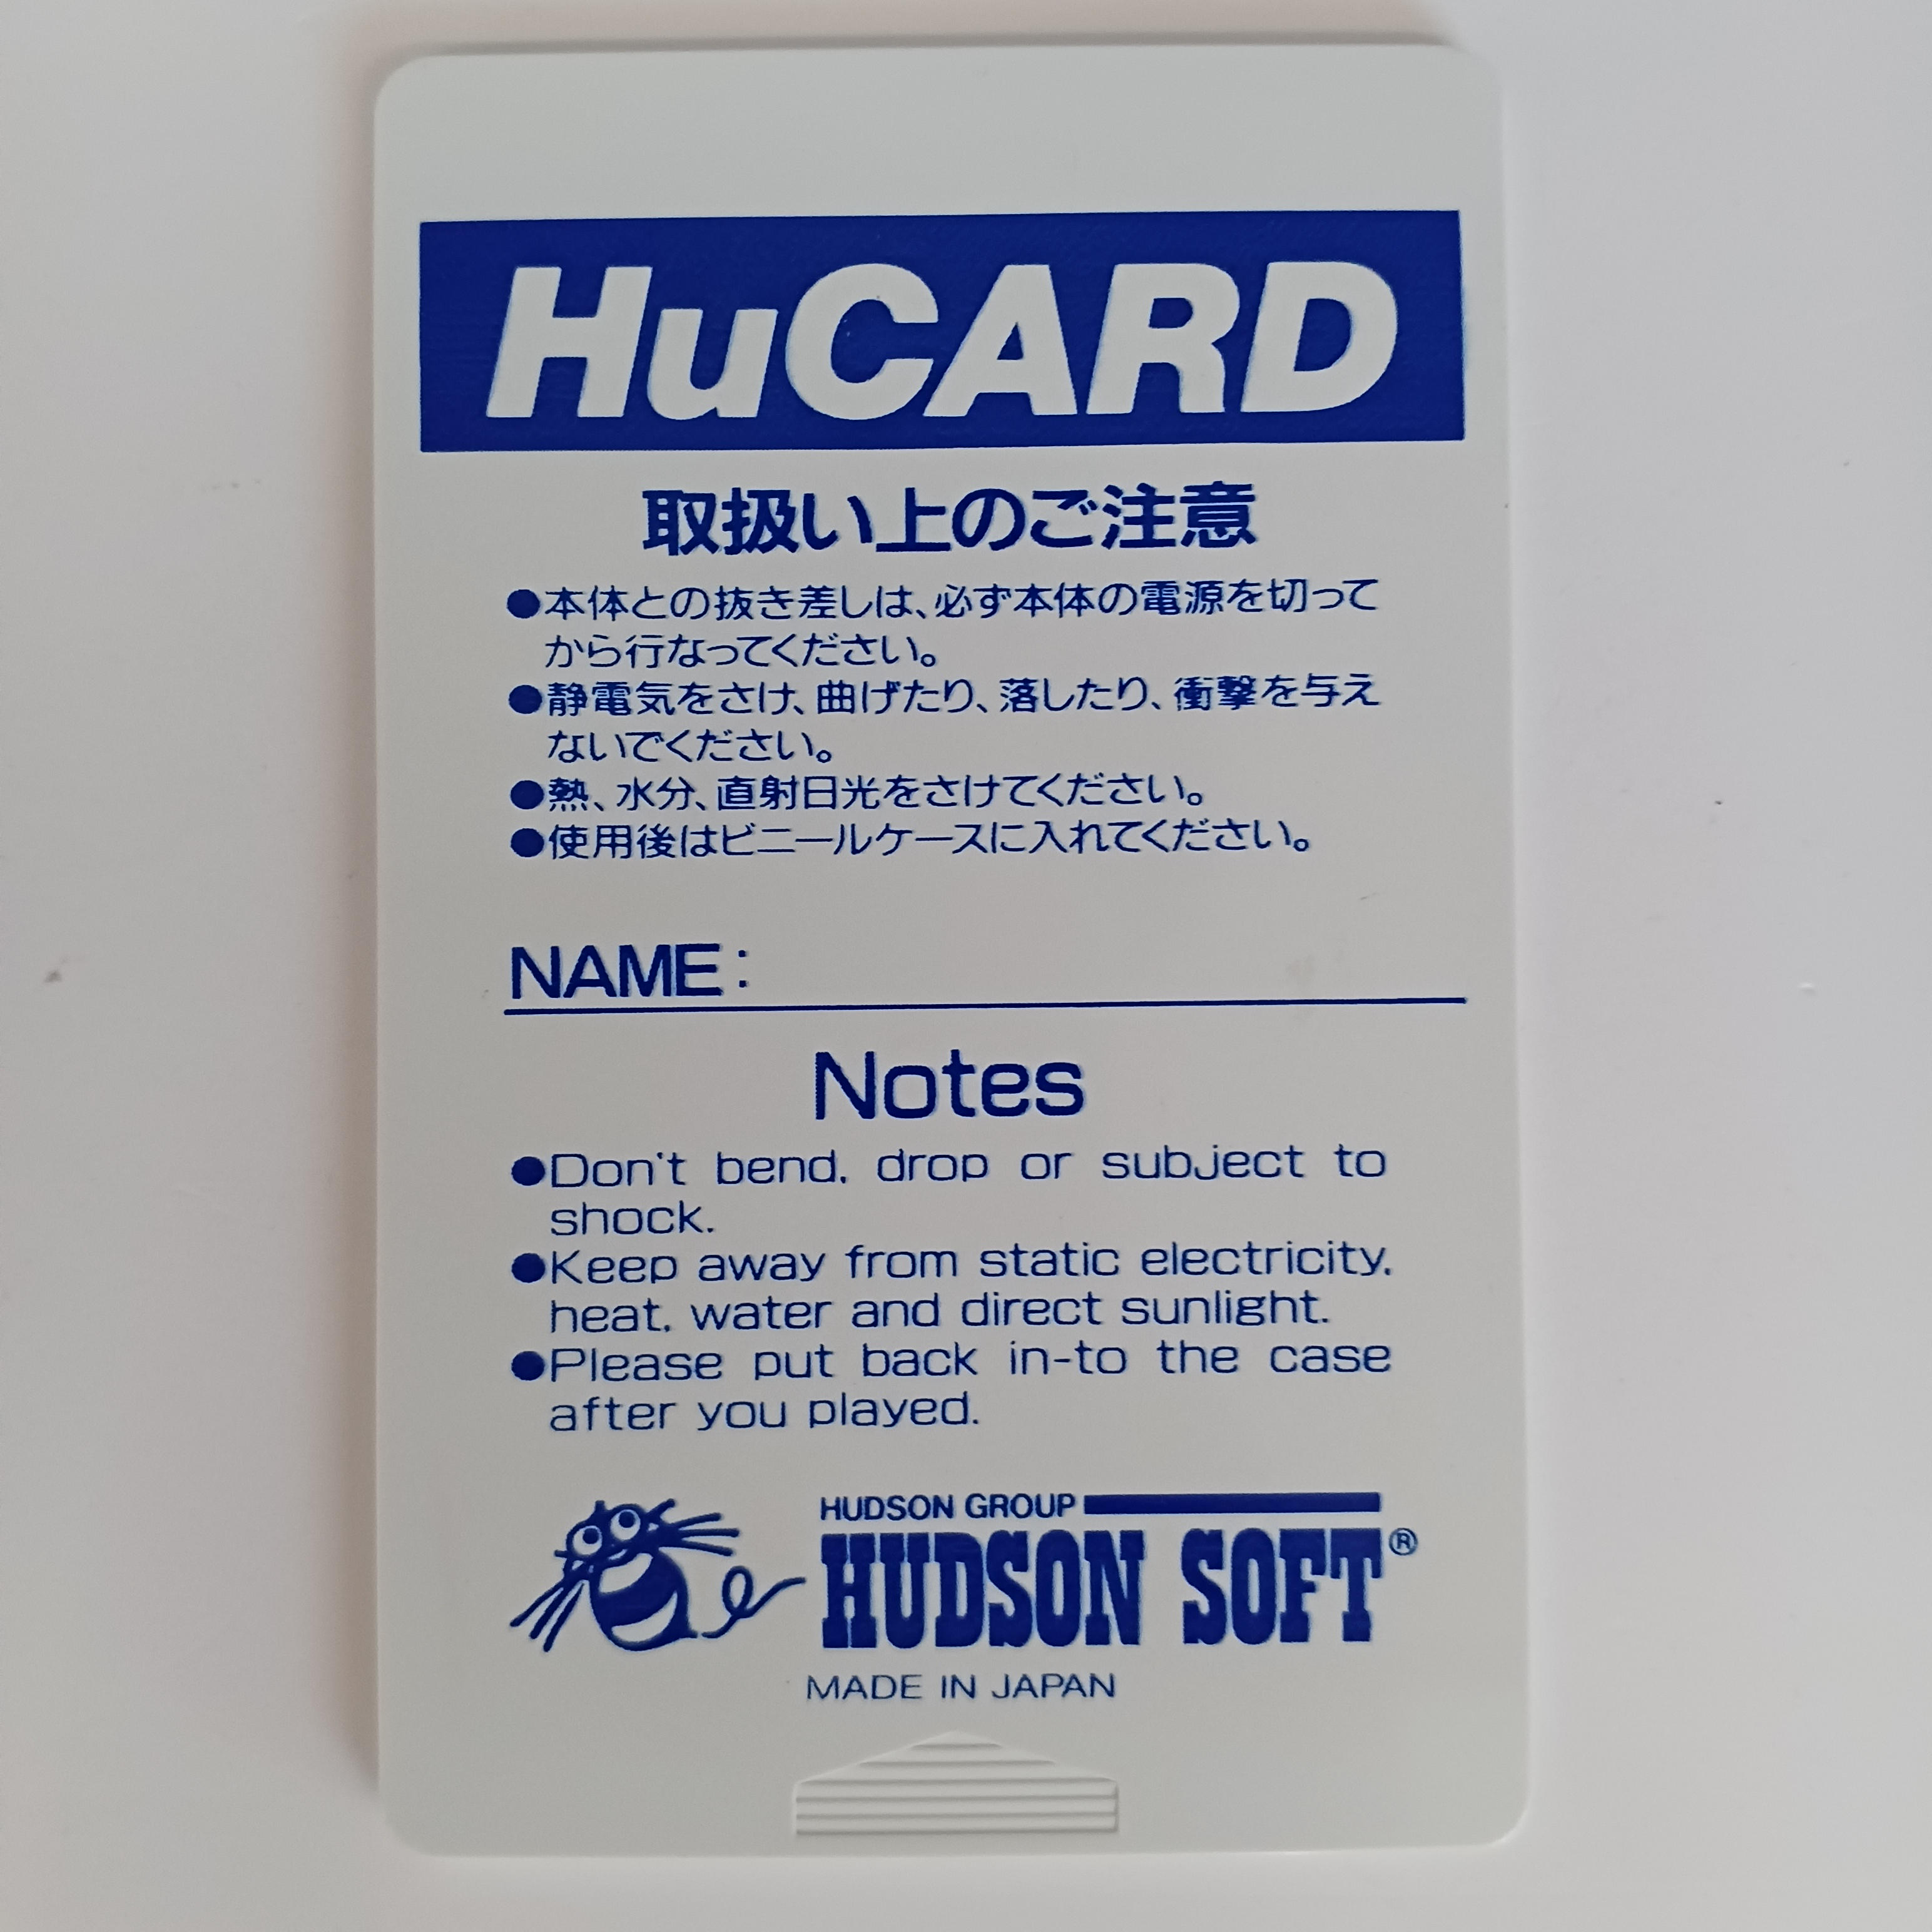 HuCARD
取扱い上のご注意
●本体との抜き差しは、必ず本体の電源を切って
から行なってください。
●静電気をさけ、曲げたり、落したり、衝撃を与え
ないでください。
●熱、水分、直射日光をさけてください。
●使用後はビニールケースに入れてください。
NAME:
Notes
●Don't bend, drop or subject to
shock.
●Keep away from static electricity,
heat, water and direct sunlight.
●Please put back in-to the case
after you played.
HUDSON GROUP
HUDSON SOFT®
MADE IN JAPAN